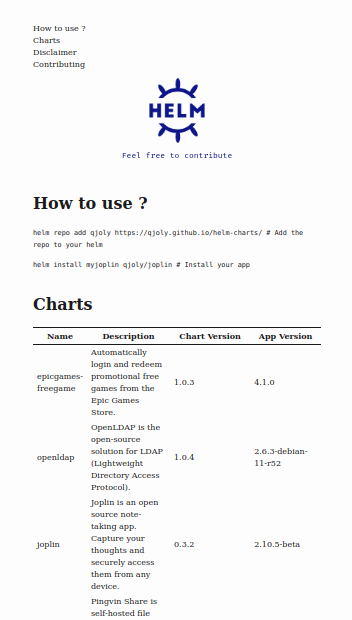 How to use ?
Charts
Disclaimer
Contributing
HELM
Feel free to contribute
How to use ?
helm repo add qjoly https://qjoly.github.io/helm-charts/ # Add the
repo to your helm
helm install myjoplin qjoly/joplin # Install your app
Charts
Name Description Chart Version App Version
epicgames-
freegame
Automatically
login and redeem
promotional free
games from the
Epic Games
Store.
1.0.3
4.1.0
openldap
OpenLDAP is the
open-source
solution for LDAP
(Lightweight
Directory Access
Protocol).
1.0.4
2.6.3-debian-
11-r52
joplin
Joplin is an open
source note-
taking app.
Capture your
thoughts and
securely access
them from any
device.
0.3.2
2.10.5-beta
Pingvin Share is
self-hosted file